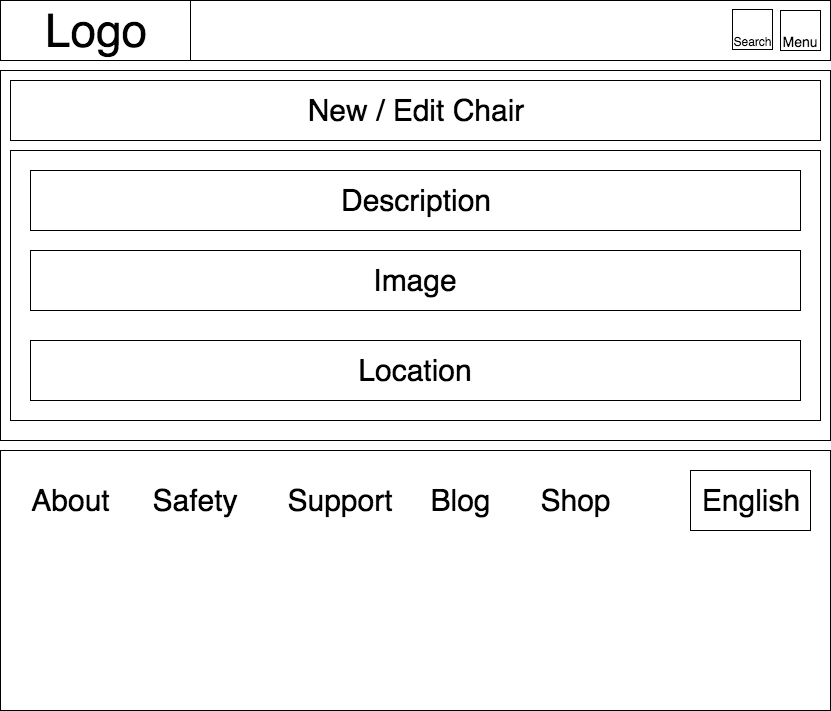 Logo
Search
Menu
New / Edit Chair
Description
Image
Location
About
Safety
Support
Blog
Shop
English